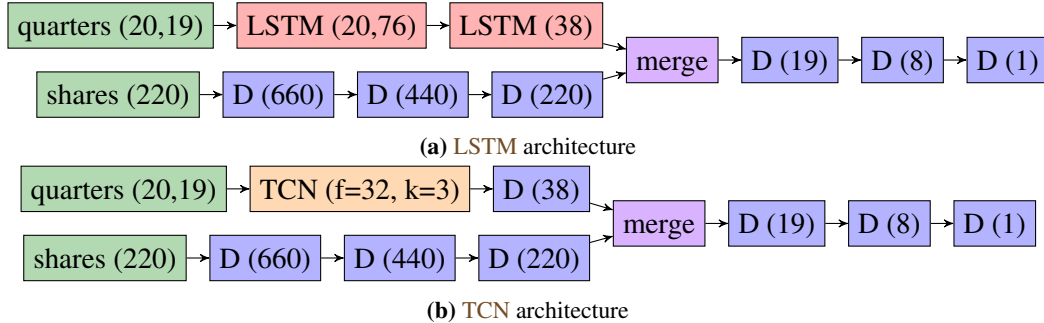 quarters (20,19) LSTM (20,76) LSTM (38)
merge D (19) D (8) D (1)
shares (220) D (660) D (440) D (220)
(a) LSTM architecture
quarters (20,19) TCN (f=32, k=3) D (38)
merge D (19) D (8) D (1)
shares (220) D (660) D (440) D (220)
(b) TCN architecture